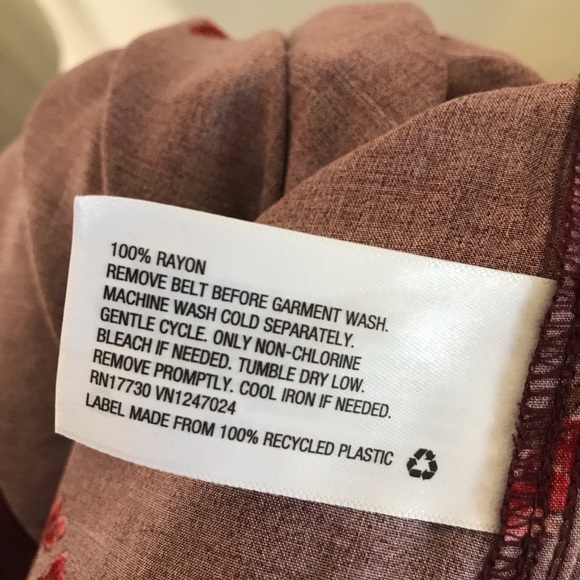 100% RAYON
REMOVE BELT BEFORE GARMENT WASH.
MACHINE WASH COLD SEPARATELY.
GENTLE CYCLE. ONLY NON-CHLORINE
BLEACH IF NEEDED. TUMBLE DRY LOW.
REMOVE PROMPTLY. COOL IRON IF NEEDED.
RN17730 VN1247024
LABEL MADE FROM 100% RECYCLED PLASTIC